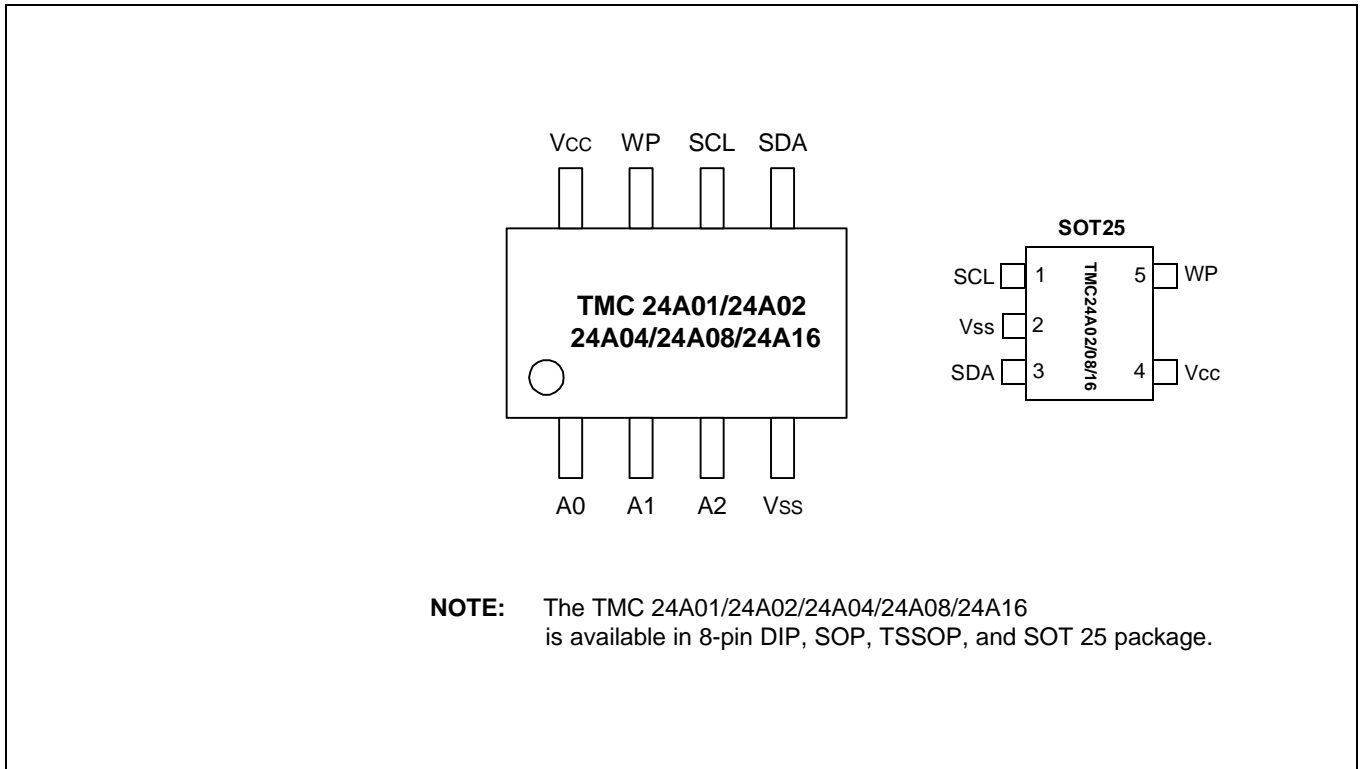 Vcc WP SCL SDA
TMC 24A01/24A02
24A04/24A08/24A16
A0 A1 A2 Vss
SOT25
SCL 1 5 WP
Vss 2
SDA 3 4 Vcc
TMC24A02/08/16
NOTE: The TMC 24A01/24A02/24A04/24A08/24A16
is available in 8-pin DIP, SOP, TSSOP, and SOT 25 package.